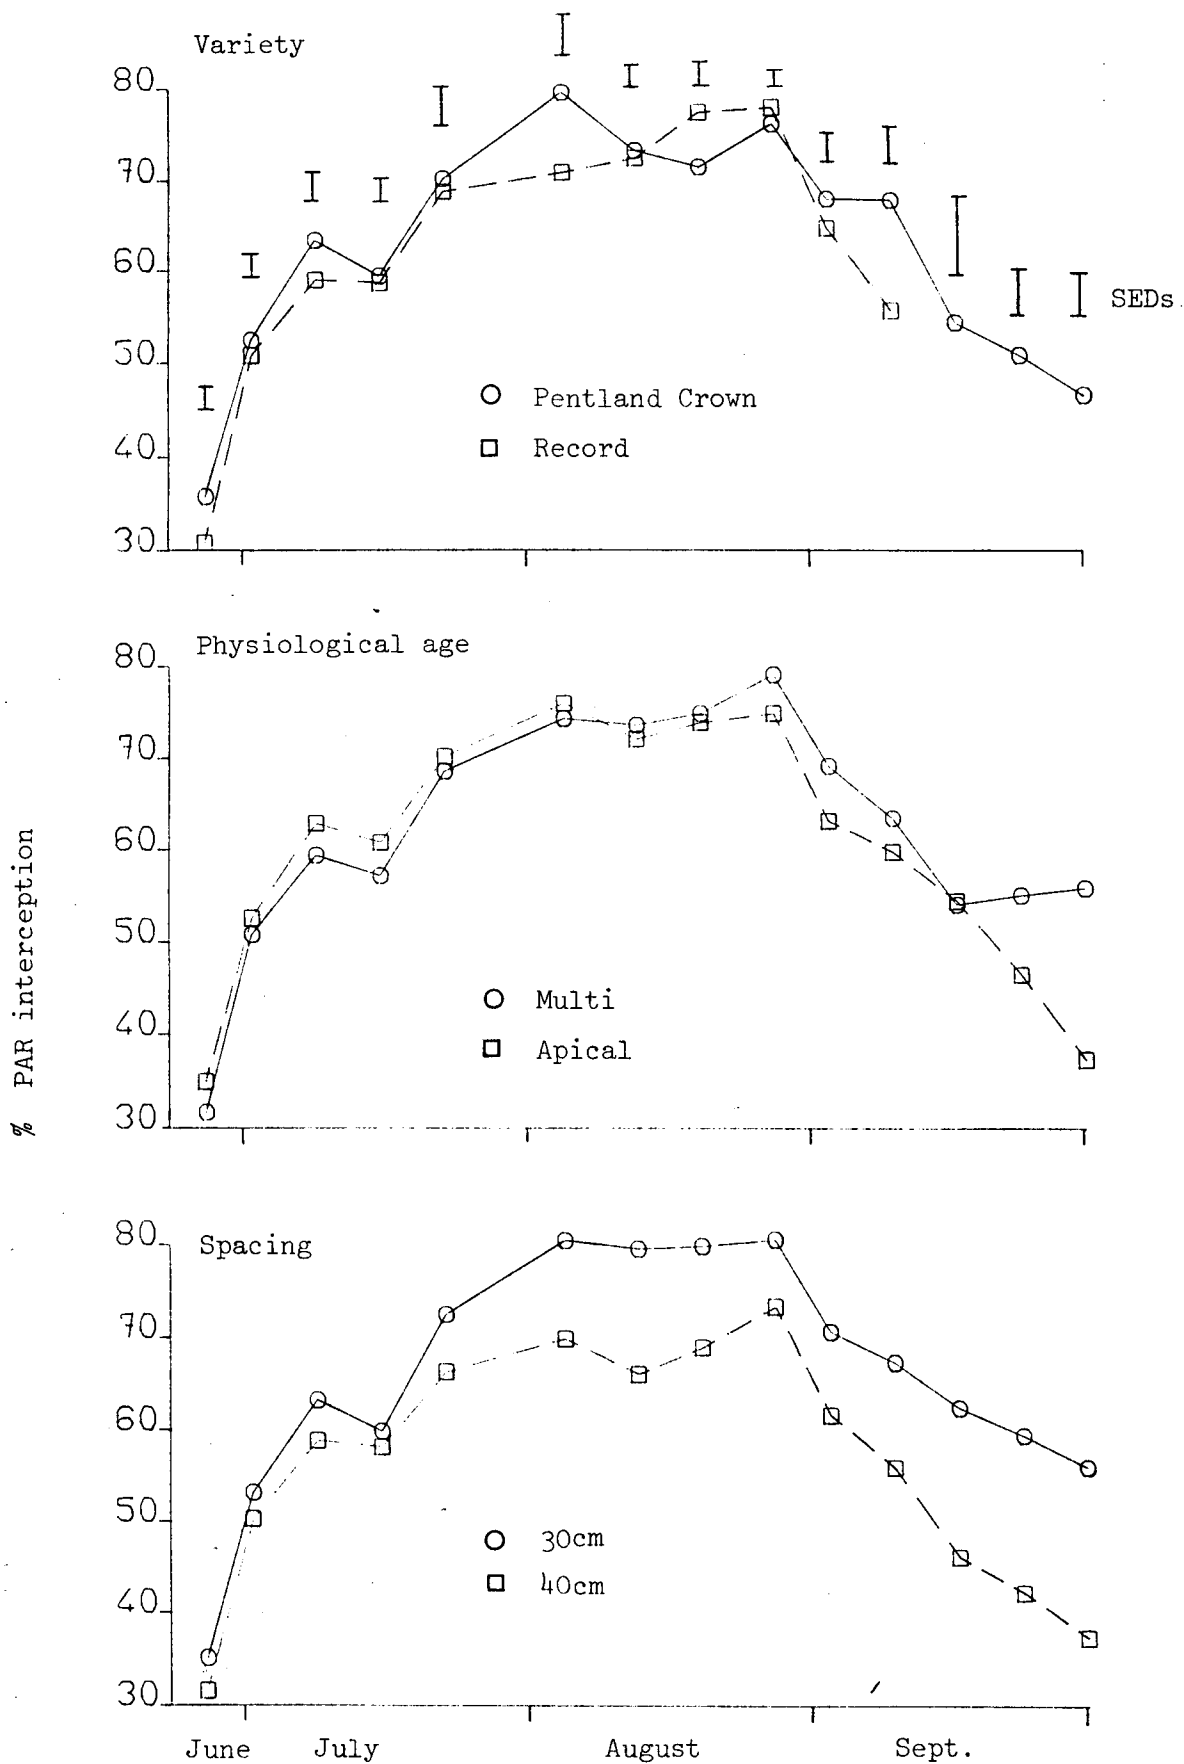 Variety
80
70
60
50
40
30
SEDs
Pentland Crown
Record
Physiological age
80
70
60
50
40
30
Multi
Apical
% PAR interception
Spacing
80
70
60
50
40
30
30cm
40cm
June July August Sept.